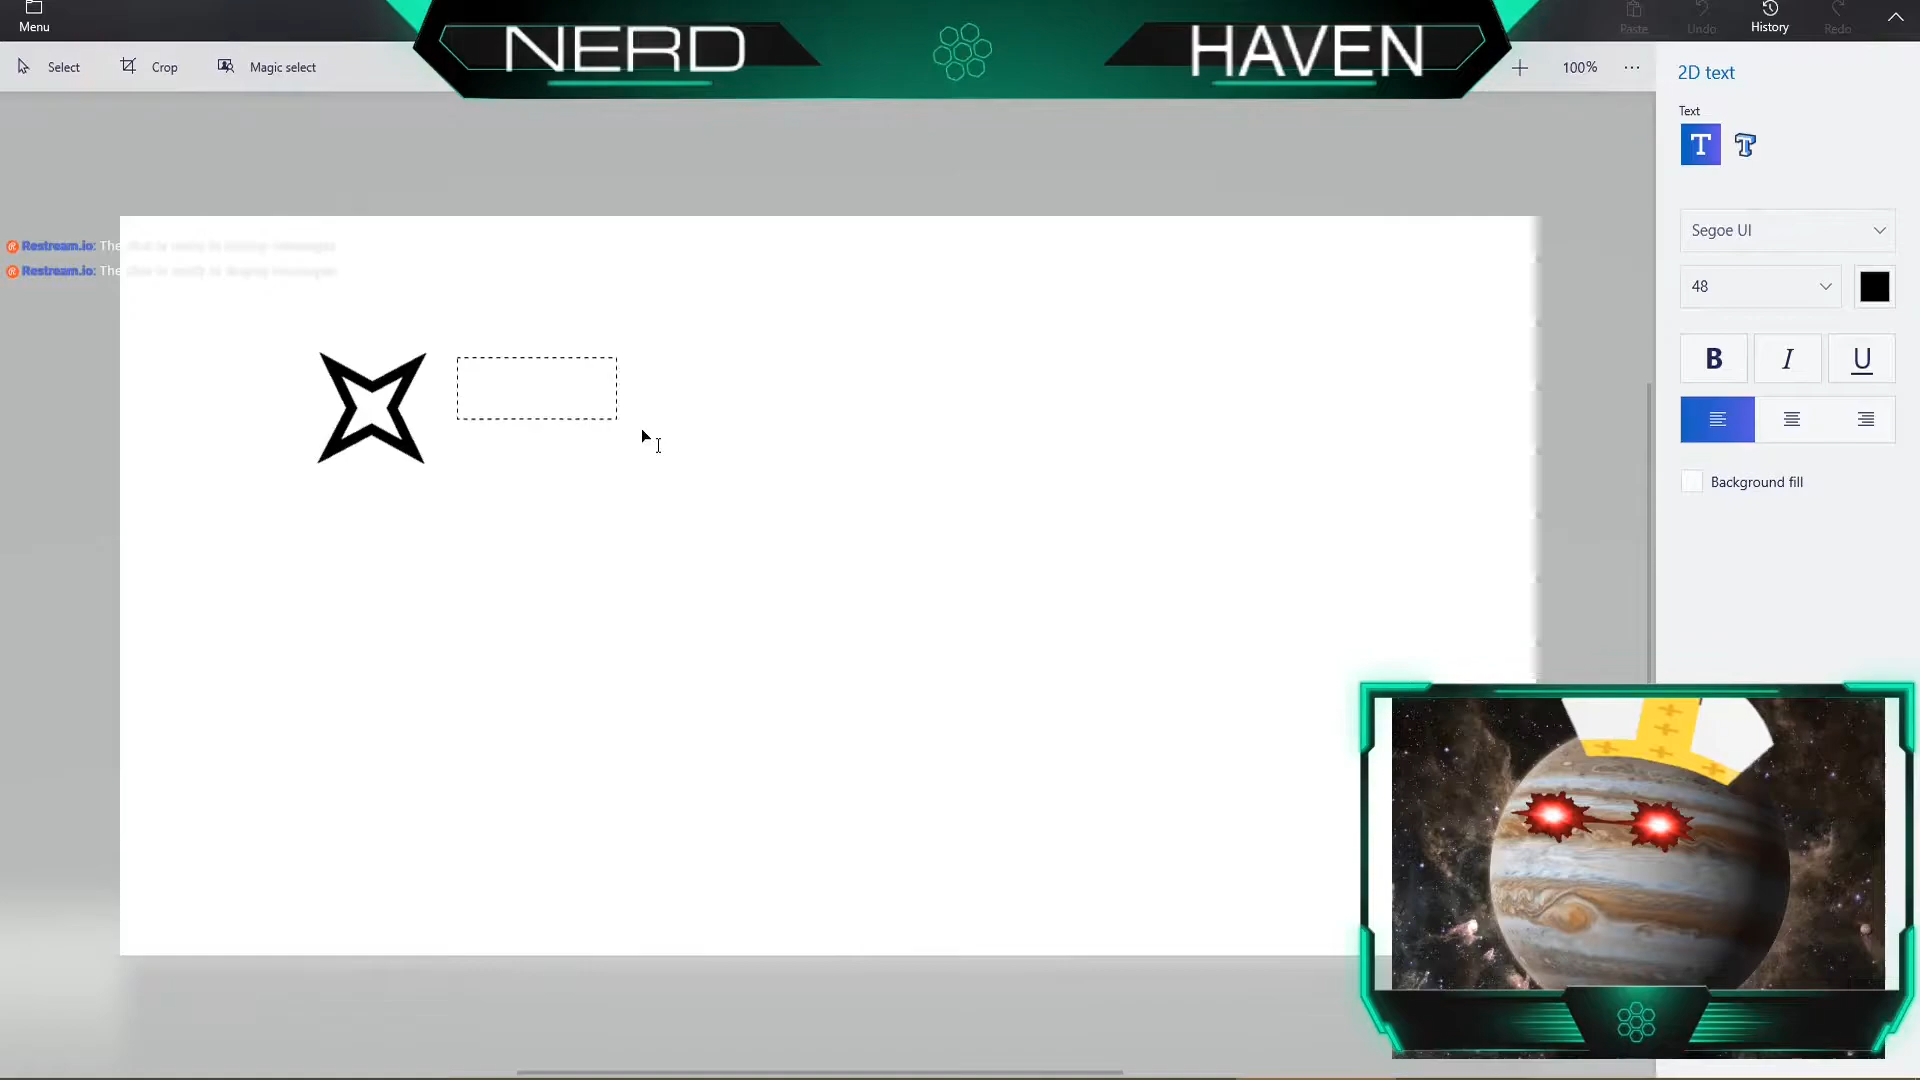 Menu
NERD
HAVEN
Paste
Undo
History
Redo
Select
Crop
Magic select
100%
2D text
Text
T
T
Segoe UI
48
B
I
U
Background fill
Restream.io: The
Restream.io: The